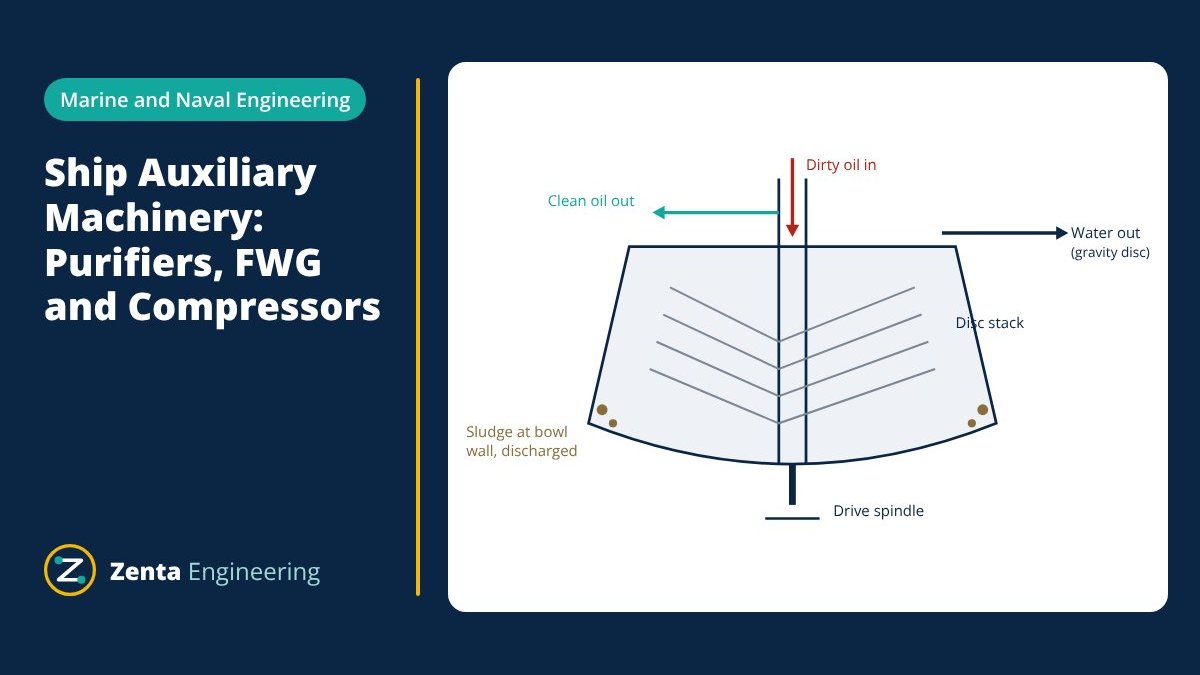 Marine and Naval Engineering
Ship Auxiliary
Machinery:
Purifiers, FWG
and Compressors
Zenta Engineering
Dirty oil in
Clean oil out
Water out
(gravity disc)
Disc stack
Sludge at bowl
wall, discharged
Drive spindle